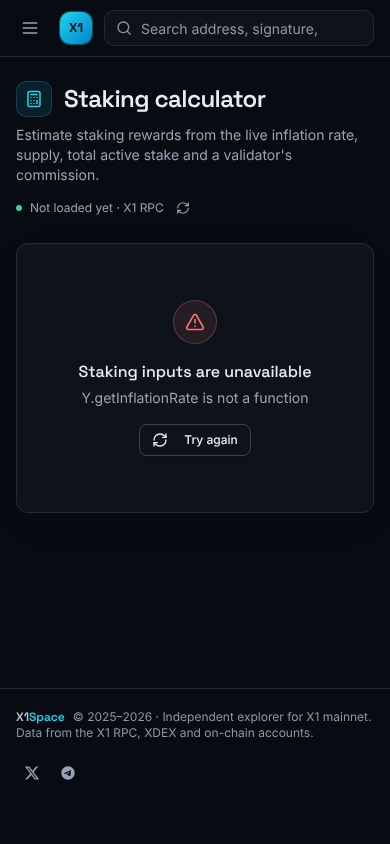 X1
Search address, signature,
Staking calculator
Estimate staking rewards from the live inflation rate,
supply, total active stake and a validator's
commission.
Not loaded yet · X1 RPC
Staking inputs are unavailable
Y.getInflationRate is not a function
Try again
X1Space © 2025–2026 · Independent explorer for X1 mainnet.
Data from the X1 RPC, XDEX and on-chain accounts.